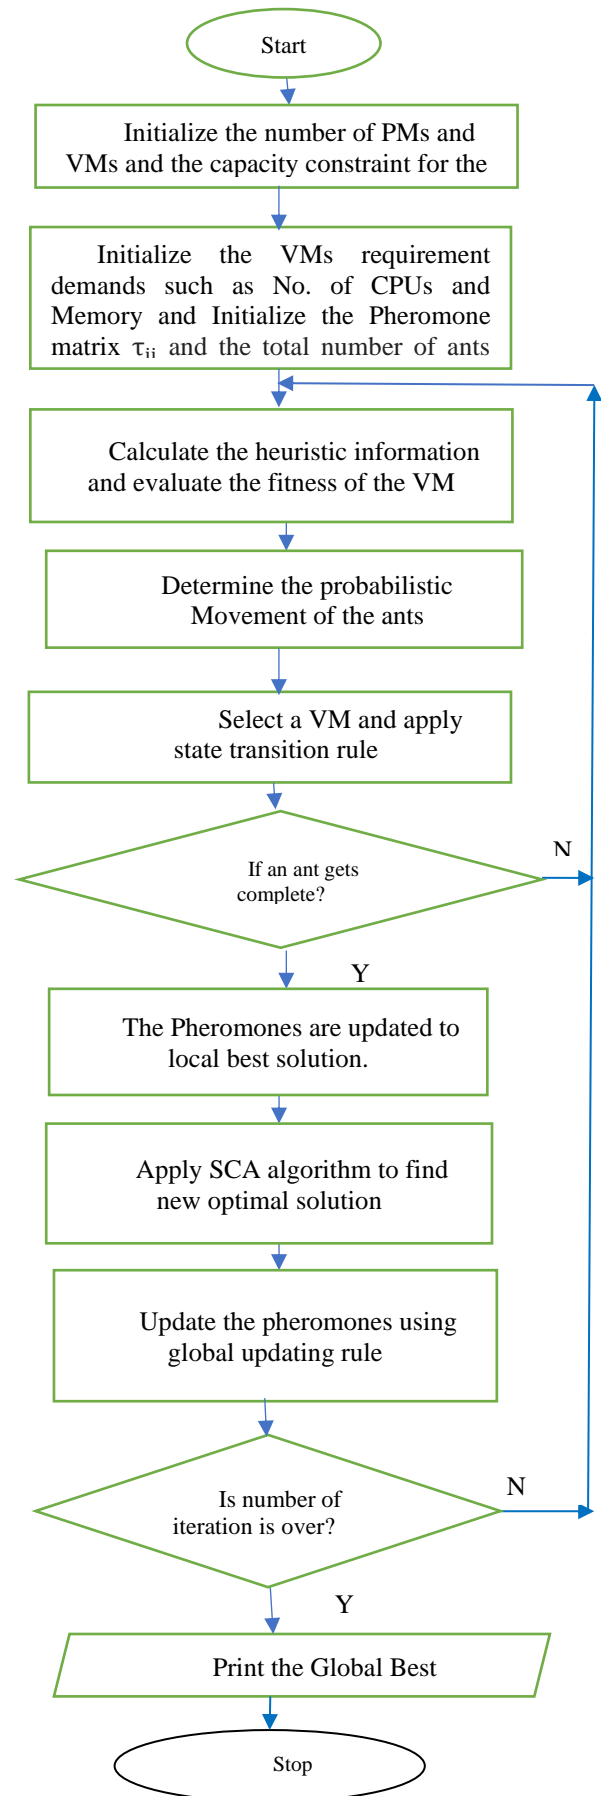 Start
Initialize the number of PMs and
VMs and the capacity constraint for the
Initialize the VMs requirement
demands such as No. of CPUs and
Memory and Initialize the Pheromone
matrix τij and the total number of ants
Calculate the heuristic information
and evaluate the fitness of the VM
Determine the probabilistic
Movement of the ants
Select a VM and apply
state transition rule
If an ant gets
complete?
N
Y
The Pheromones are updated to
local best solution.
Apply SCA algorithm to find
new optimal solution
Update the pheromones using
global updating rule
Is number of
iteration is over?
N
Y
Print the Global Best
Stop